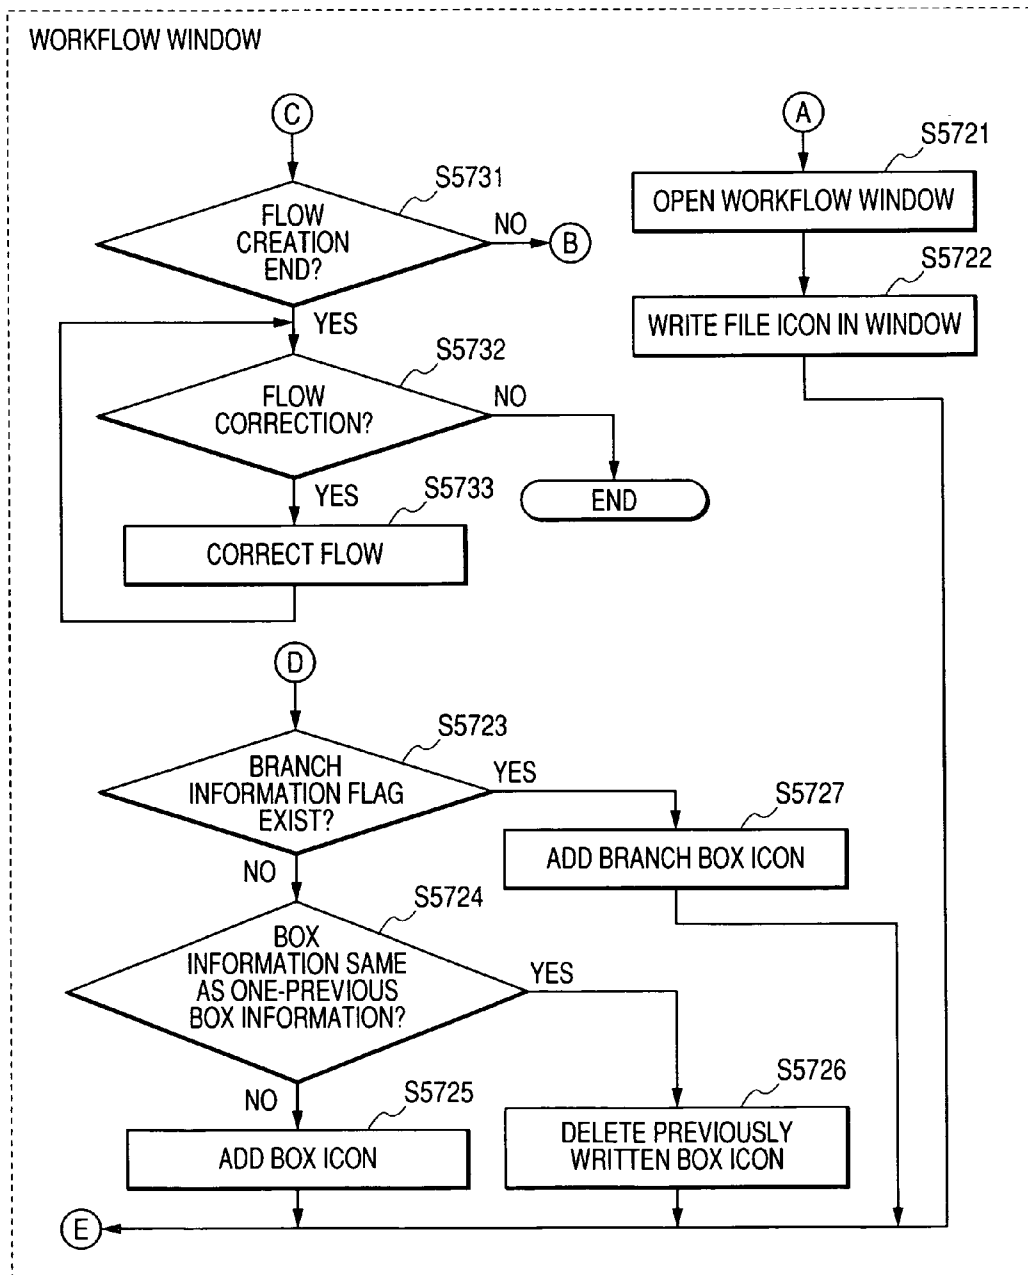 WORKFLOW WINDOW
C
S5731
FLOW
CREATION
END?
NO
B
YES
S5732
FLOW
CORRECTION?
NO
END
YES
S5733
CORRECT FLOW
A
S5721
OPEN WORKFLOW WINDOW
S5722
WRITE FILE ICON IN WINDOW
D
S5723
BRANCH
INFORMATION FLAG
EXIST?
YES
S5727
ADD BRANCH BOX ICON
NO
S5724
BOX
INFORMATION SAME
AS ONE-PREVIOUS
BOX INFORMATION?
YES
S5726
DELETE PREVIOUSLY
WRITTEN BOX ICON
NO
S5725
ADD BOX ICON
E